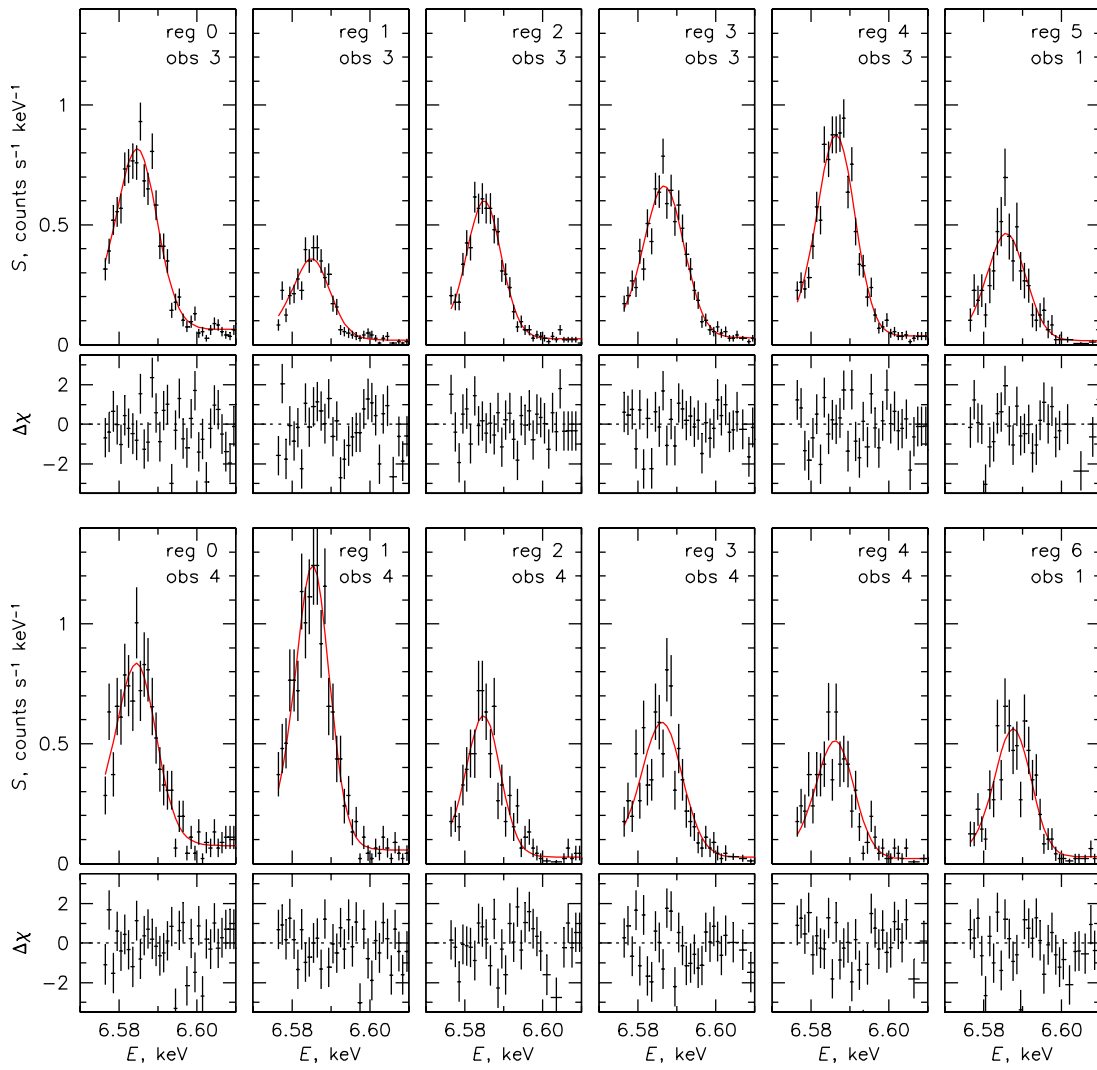 reg 0 reg 1 reg 2 reg 3 reg 4 reg 5
obs 3 obs 3 obs 3 obs 3 obs 3 obs 1
1
S, counts s⁻¹ keV⁻¹
0.5
0
2
Δχ
0
−2
reg 0 reg 1 reg 2 reg 3 reg 4 reg 6
obs 4 obs 4 obs 4 obs 4 obs 4 obs 1
1
S, counts s⁻¹ keV⁻¹
0.5
0
2
Δχ
0
−2
6.58 6.60 6.58 6.60 6.58 6.60 6.58 6.60 6.58 6.60 6.58 6.60
E, keV E, keV E, keV E, keV E, keV E, keV